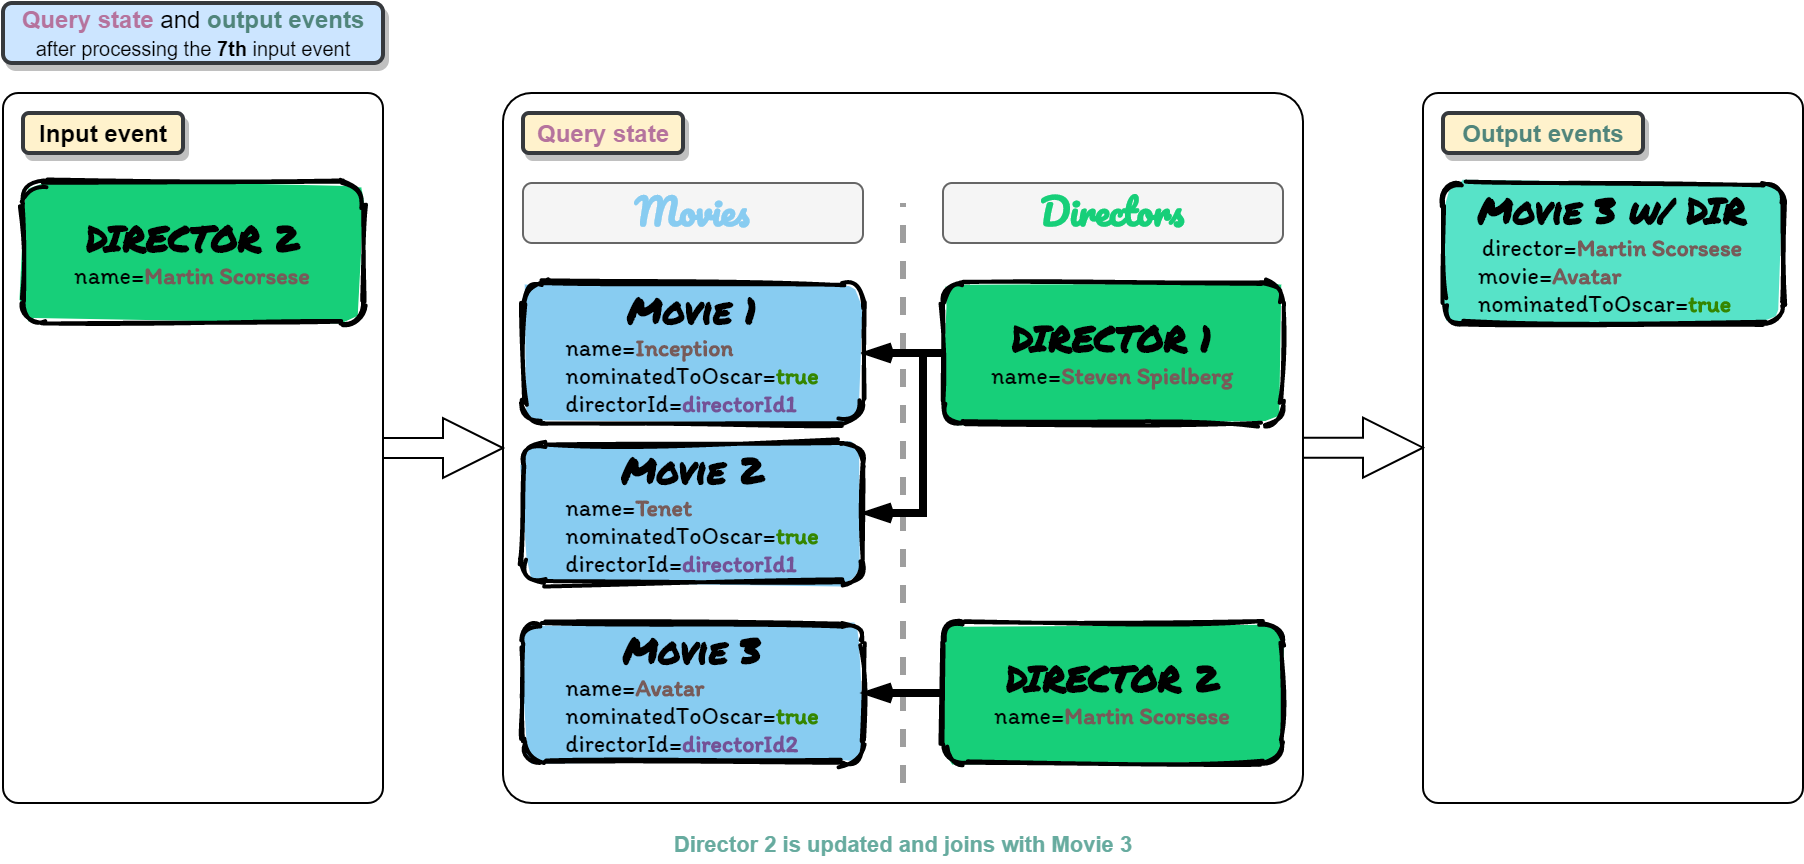 Query state and output events
after processing the 7th input event
Input event
DIRECTOR 2
name=Martin Scorsese
Query state
Movies
Directors
MOVIE 1
name=Inception
nominatedToOscar=true
directorId=directorId1
MOVIE 2
name=Tenet
nominatedToOscar=true
directorId=directorId1
MOVIE 3
name=Avatar
nominatedToOscar=true
directorId=directorId2
DIRECTOR 1
name=Steven Spielberg
DIRECTOR 2
name=Martin Scorsese
Output events
MOVIE 3 W/ DIR
director=Martin Scorsese
movie=Avatar
nominatedToOscar=true
Director 2 is updated and joins with Movie 3